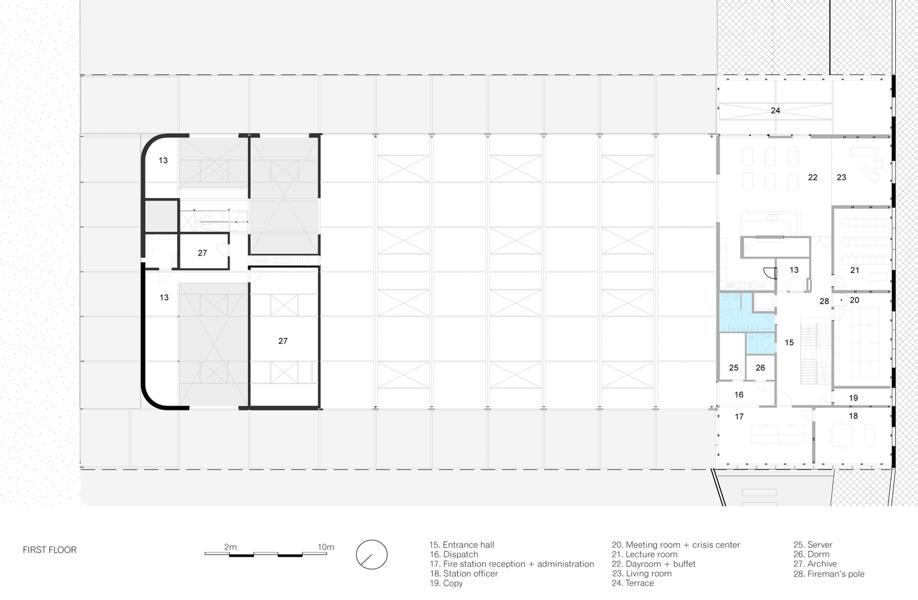 24
13
22
23
27
21
13
13
28
20
27
15
25
26
16
19
17
18
FIRST FLOOR
2m
10m
15. Entrance hall
16. Dispatch
17. Fire station reception + administration
18. Station officer
19. Copy
20. Meeting room + crisis center
21. Lecture room
22. Dayroom + buffet
23. Living room
24. Terrace
25. Server
26. Dorm
27. Archive
28. Fireman's pole